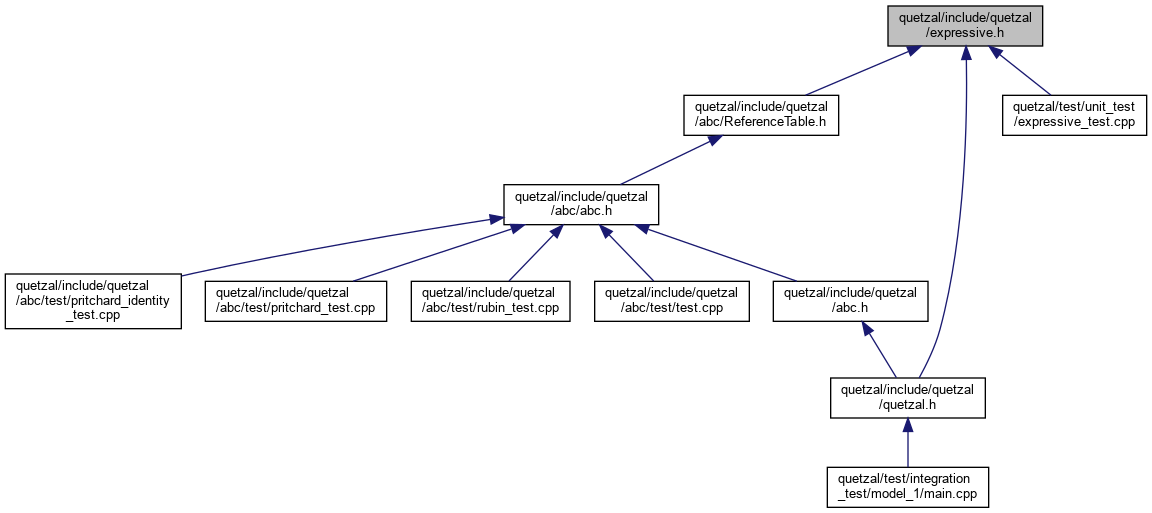 quetzal/include/quetzal
/expressive.h
quetzal/include/quetzal
/abc/ReferenceTable.h
quetzal/test/unit_test
/expressive_test.cpp
quetzal/include/quetzal
/abc/abc.h
quetzal/include/quetzal
/abc/test/pritchard_identity
_test.cpp
quetzal/include/quetzal
/abc/test/pritchard_test.cpp
quetzal/include/quetzal
/abc/test/rubin_test.cpp
quetzal/include/quetzal
/abc/test/test.cpp
quetzal/include/quetzal
/abc.h
quetzal/include/quetzal
/quetzal.h
quetzal/test/integration
_test/model_1/main.cpp